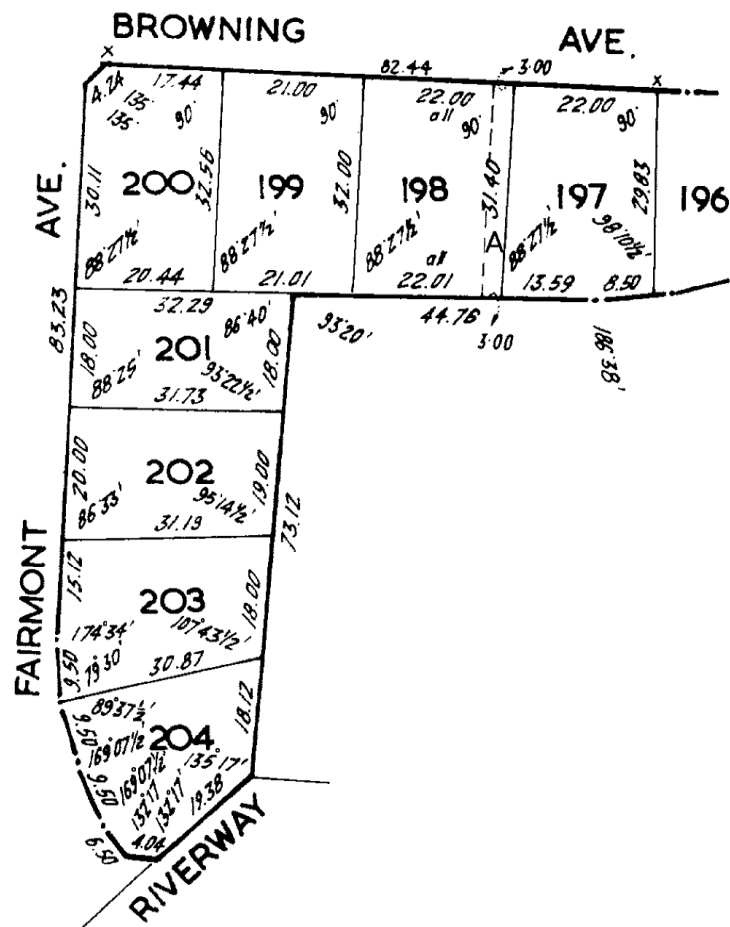 BROWNING AVE.
x 82.44 3.00 x
4.24 17.44 21.00 22.00 22.00
135° 90° 90° all 90° 90°
135°
AVE. 30.11 200 32.56 199 32.00 198 31.40 197 29.83 196
A
88°27½' 88°27½' 88°27½' all 88°27½' 98°10½'
20.44 21.01 22.01 13.59 8.50
83.23 32.29 44.76 3.00
86°40' 93°20' 186°38'
18.00 201 18.00
88°25' 93°22½'
31.73
20.00 202 19.00
86°33' 95°14½'
31.19 73.12
FAIRMONT 15.12 203 18.00
174°34' 107°43½'
9.50 79°30' 30.87
89°37½' 18.12
9.50 204
169°07½' 135°17'
9.50 169°07½'
132°17' 132°17' 19.38
6.50 4.04
RIVERWAY